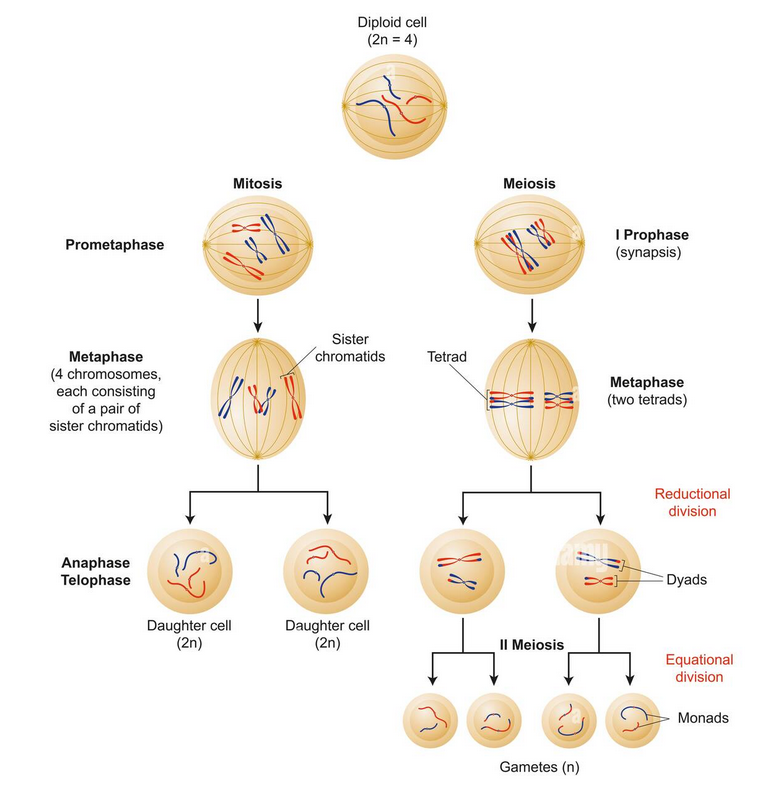 Diploid cell
(2n = 4)
Mitosis
Meiosis
Prometaphase
I Prophase
(synapsis)
Sister
chromatids
Metaphase
(4 chromosomes,
each consisting
of a pair of
sister chromatids)
Tetrad
Metaphase
(two tetrads)
Reductional
division
Anaphase
Telophase
Dyads
Daughter cell
(2n)
Daughter cell
(2n)
II Meiosis
Equational
division
Monads
Gametes (n)